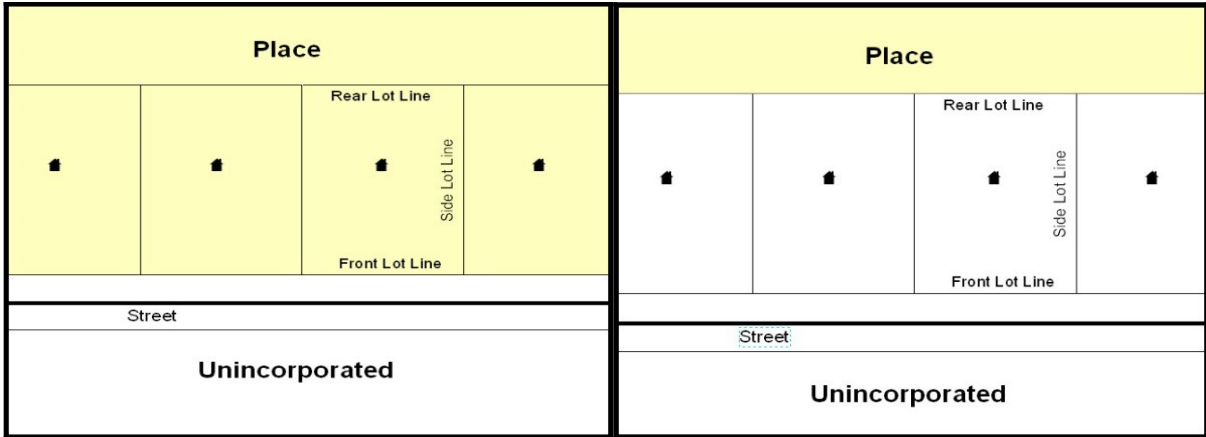 Place
Rear Lot Line
Side Lot Line
Front Lot Line
Street
Unincorporated
Place
Rear Lot Line
Side Lot Line
Front Lot Line
Street
Unincorporated